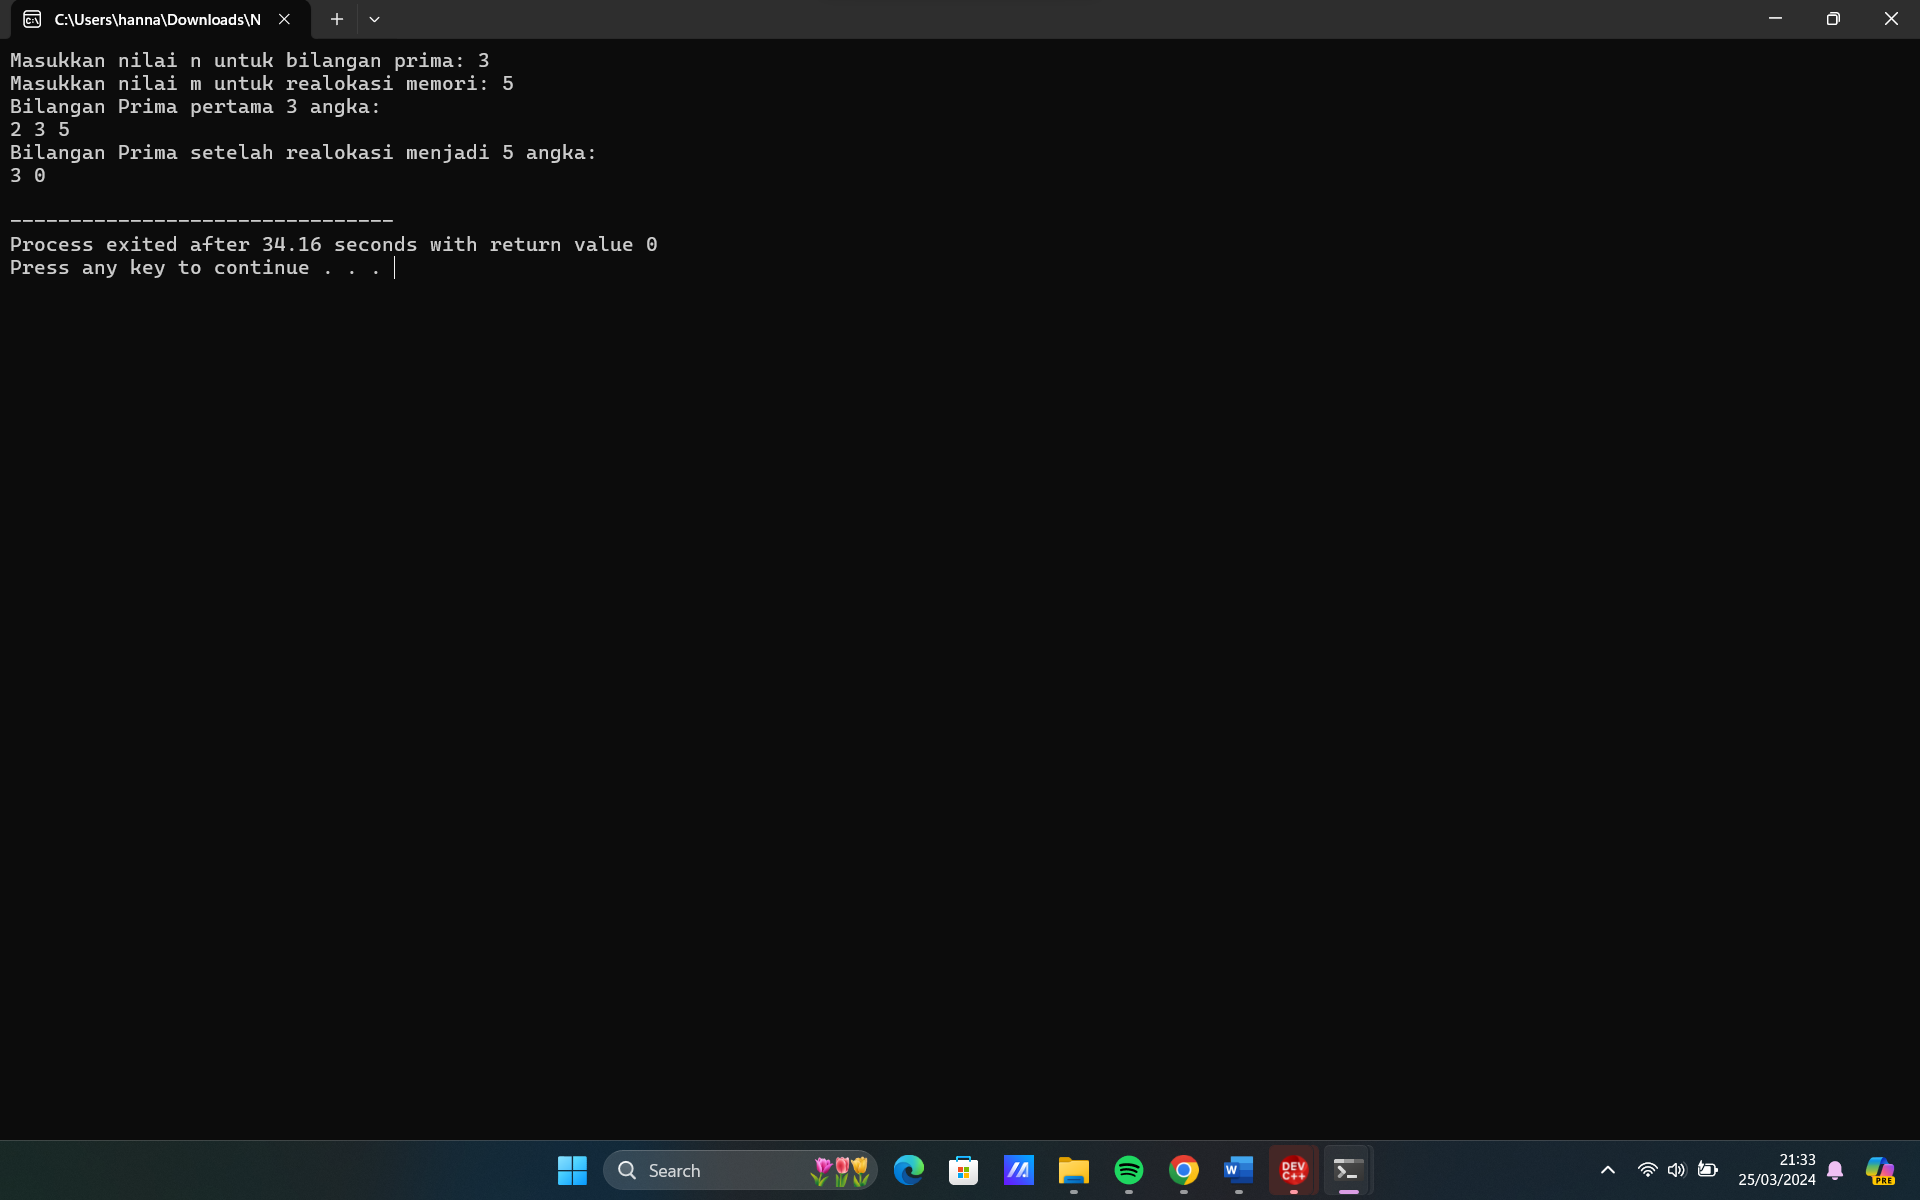 C:\Users\hanna\Downloads\N
Masukkan nilai n untuk bilangan prima: 3
Masukkan nilai m untuk realokasi memori: 5
Bilangan Prima pertama 3 angka:
2 3 5
Bilangan Prima setelah realokasi menjadi 5 angka:
3 0
--------------------------------
Process exited after 34.16 seconds with return value 0
Press any key to continue . . .
Search
W
DEV
C++
21:33
25/03/2024
PRE